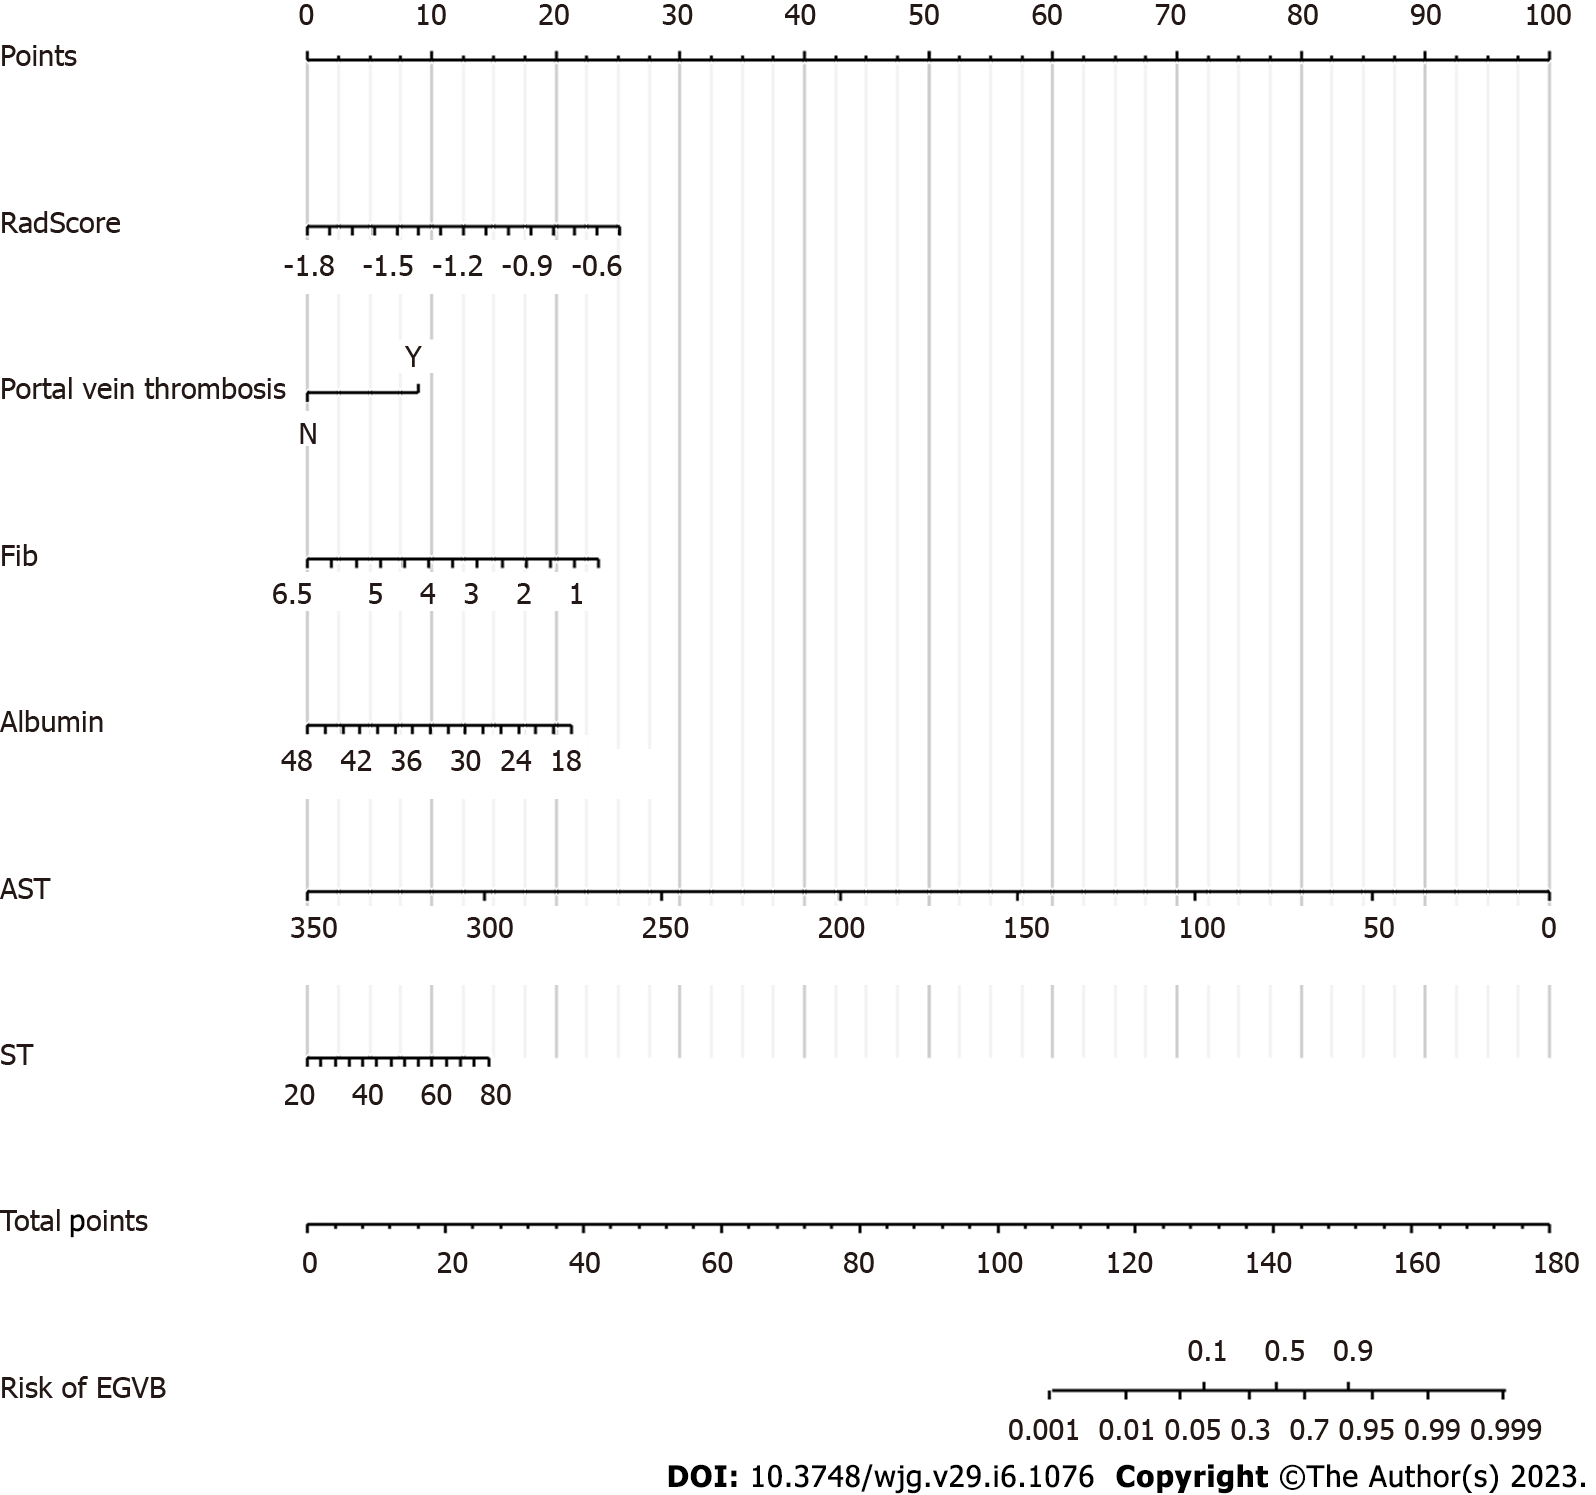 0 10 20 30 40 50 60 70 80 90 100
Points
RadScore
-1.8 -1.5 -1.2 -0.9 -0.6
Y
Portal vein thrombosis
N
Fib
6.5 5 4 3 2 1
Albumin
48 42 36 30 24 18
AST
350 300 250 200 150 100 50 0
ST
20 40 60 80
Total points
0 20 40 60 80 100 120 140 160 180
0.1 0.5 0.9
Risk of EGVB
0.001 0.01 0.05 0.3 0.7 0.95 0.99 0.999
DOI: 10.3748/wjg.v29.i6.1076 Copyright ©The Author(s) 2023.